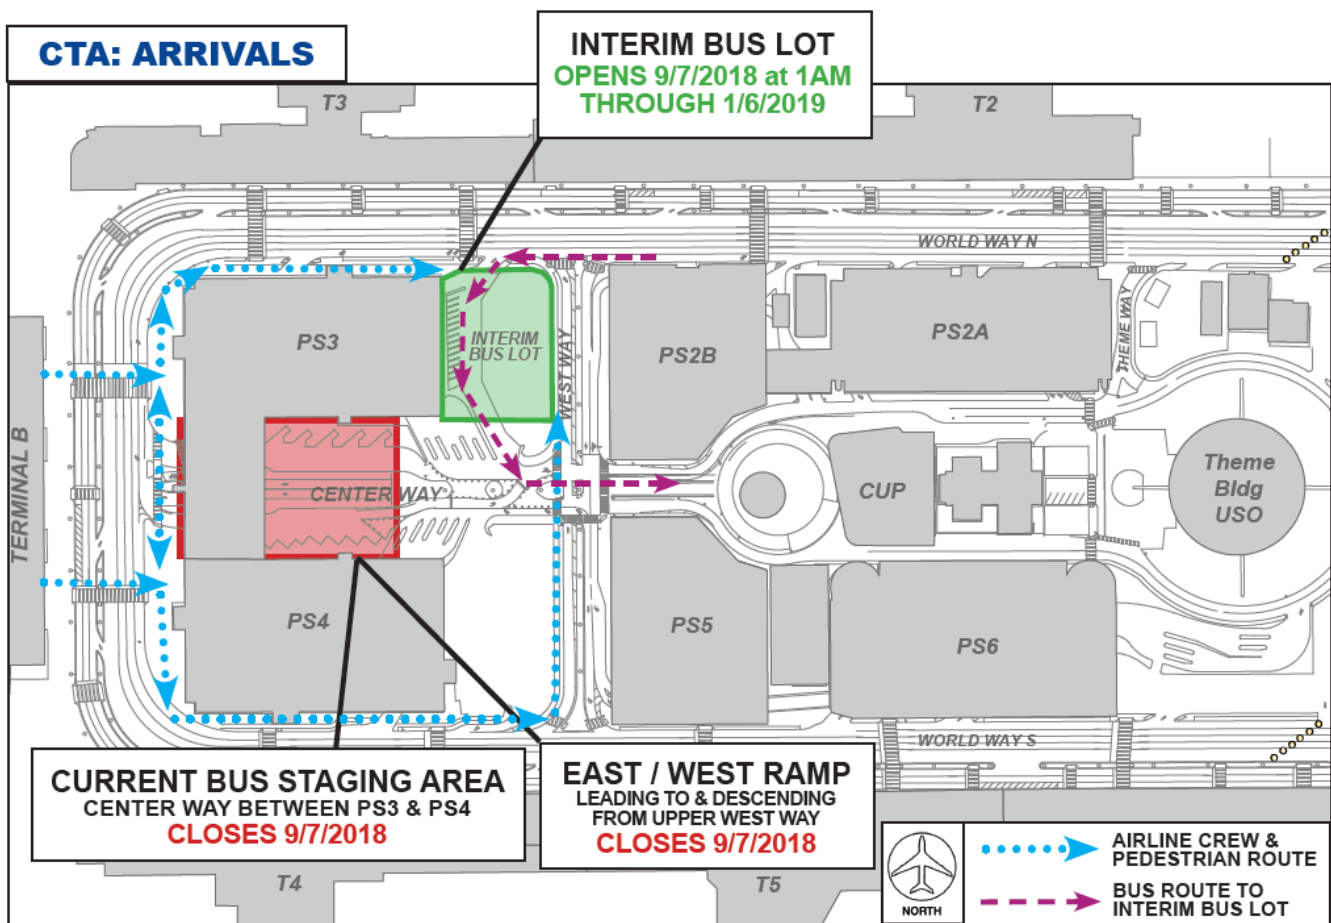 CTA: ARRIVALS
INTERIM BUS LOT
OPENS 9/7/2018 at 1AM
THROUGH 1/6/2019
T3
T2
WORLD WAY N
PS3
INTERIM
BUS LOT
WEST WAY
PS2B
PS2A
THEME WAY
TERMINAL B
CENTER WAY
CUP
Theme
Bldg
USO
PS4
PS5
PS6
WORLD WAY S
CURRENT BUS STAGING AREA
CENTER WAY BETWEEN PS3 & PS4
CLOSES 9/7/2018
EAST / WEST RAMP
LEADING TO & DESCENDING
FROM UPPER WEST WAY
CLOSES 9/7/2018
T4
T5
NORTH
AIRLINE CREW &
PEDESTRIAN ROUTE
BUS ROUTE TO
INTERIM BUS LOT